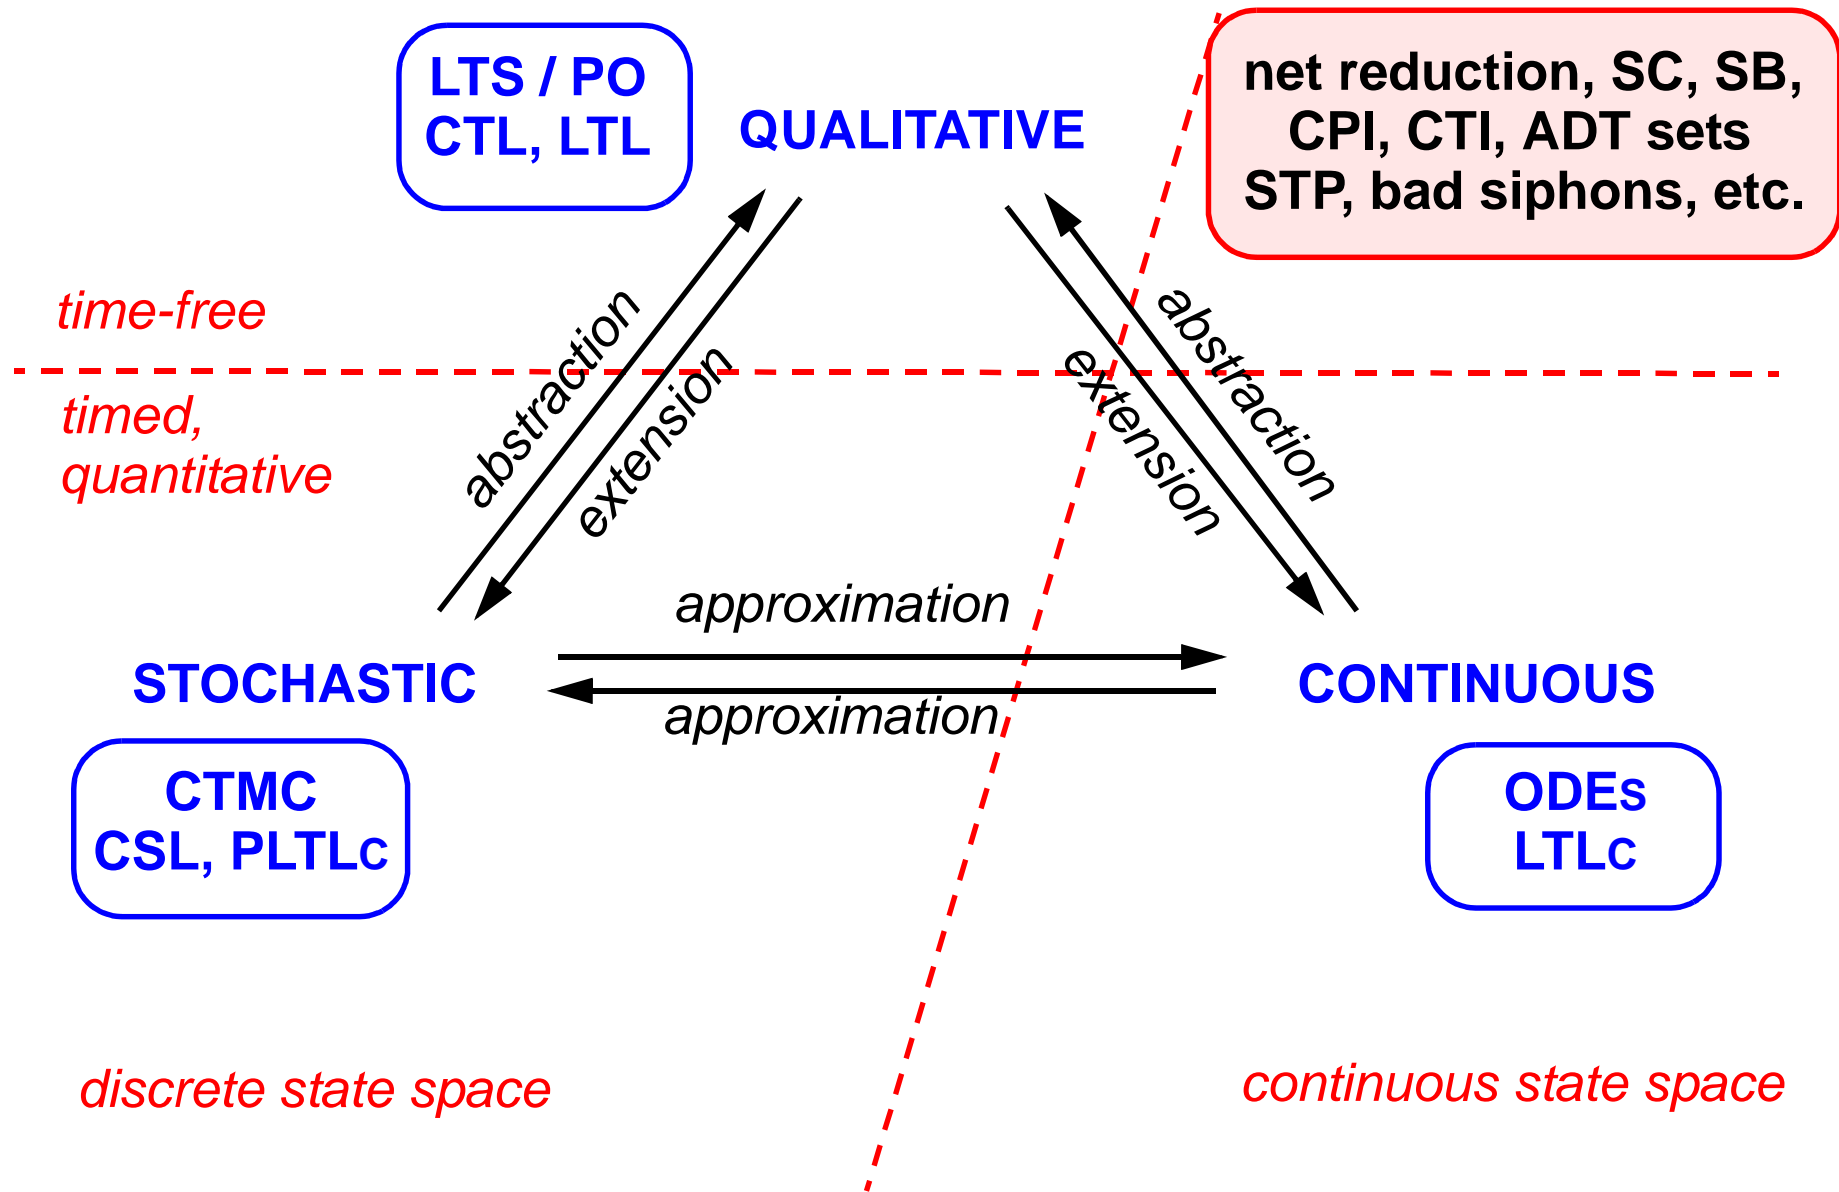 LTS / PO
CTL, LTL
QUALITATIVE
net reduction, SC, SB,
CPI, CTI, ADT sets
STP, bad siphons, etc.
time-free
timed,
quantitative
abstraction
extension
extension
abstraction
approximation
STOCHASTIC
CONTINUOUS
approximation
CTMC
CSL, PLTLC
ODES
LTLC
discrete state space
continuous state space